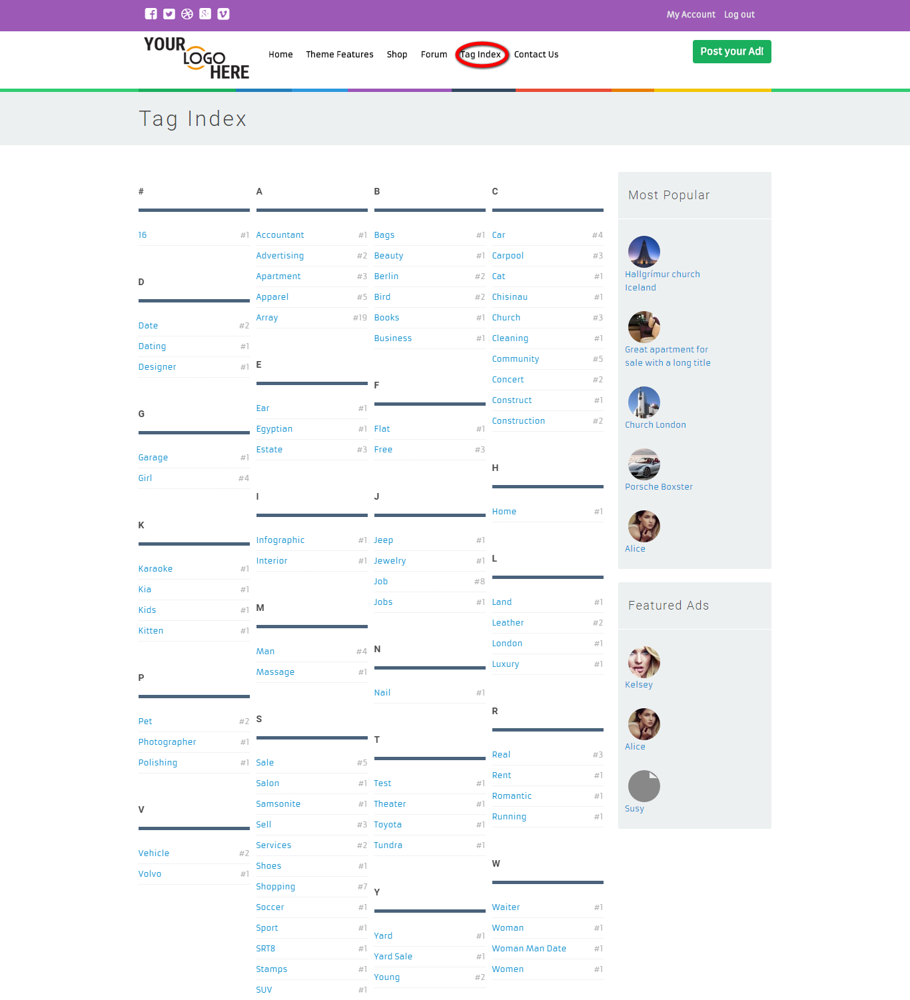 My Account Log out
YOUR
LOGO
HERE
Home Theme Features Shop Forum Tag Index Contact Us
Post your Ad!
Tag Index
#
16 #1
D
Date #2
Dating #1
Designer #1
G
Garage #1
Girl #4
K
Karaoke #1
Kia #1
Kids #1
Kitten #1
P
Pet #2
Photographer #1
Polishing #1
V
Vehicle #2
Volvo #1
A
Accountant #1
Advertising #2
Apartment #3
Apparel #5
Array #19
E
Ear #1
Egyptian #1
Estate #3
I
Infographic #1
Interior #1
M
Man #4
Massage #1
S
Sale #5
Salon #1
Samsonite #1
Sell #3
Services #2
Shoes #1
Shopping #7
Soccer #1
Sport #1
SRT8 #1
Stamps #1
SUV #1
B
Bags #1
Beauty #1
Berlin #2
Bird #2
Books #1
Business #1
F
Flat #1
Free #3
J
Jeep #1
Jewelry #1
Job #8
Jobs #1
N
Nail #1
T
Test #1
Theater #1
Toyota #1
Tundra #1
Y
Yard #1
Yard Sale #1
Young #2
C
Car #4
Carpool #3
Cat #1
Chisinau #1
Church #3
Cleaning #1
Community #5
Concert #2
Construct #1
Construction #2
H
Home #1
L
Land #1
Leather #2
London #1
Luxury #1
R
Real #3
Rent #1
Romantic #1
Running #1
W
Waiter #1
Woman #1
Woman Man Date #1
Women #1
Most Popular
Hallgrímur church
Iceland
Great apartment for
sale with a long title
Church London
Porsche Boxster
Alice
Featured Ads
Kelsey
Alice
Susy